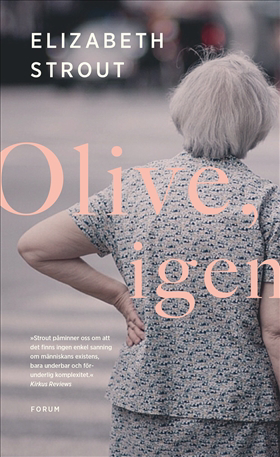 ELIZABETH
STROUT
Olive,
igen
»Strout påminner oss om att
det finns ingen enkel sanning
om människans existens,
bara underbar och för-
underlig komplexitet.»
Kirkus Reviews
FORUM